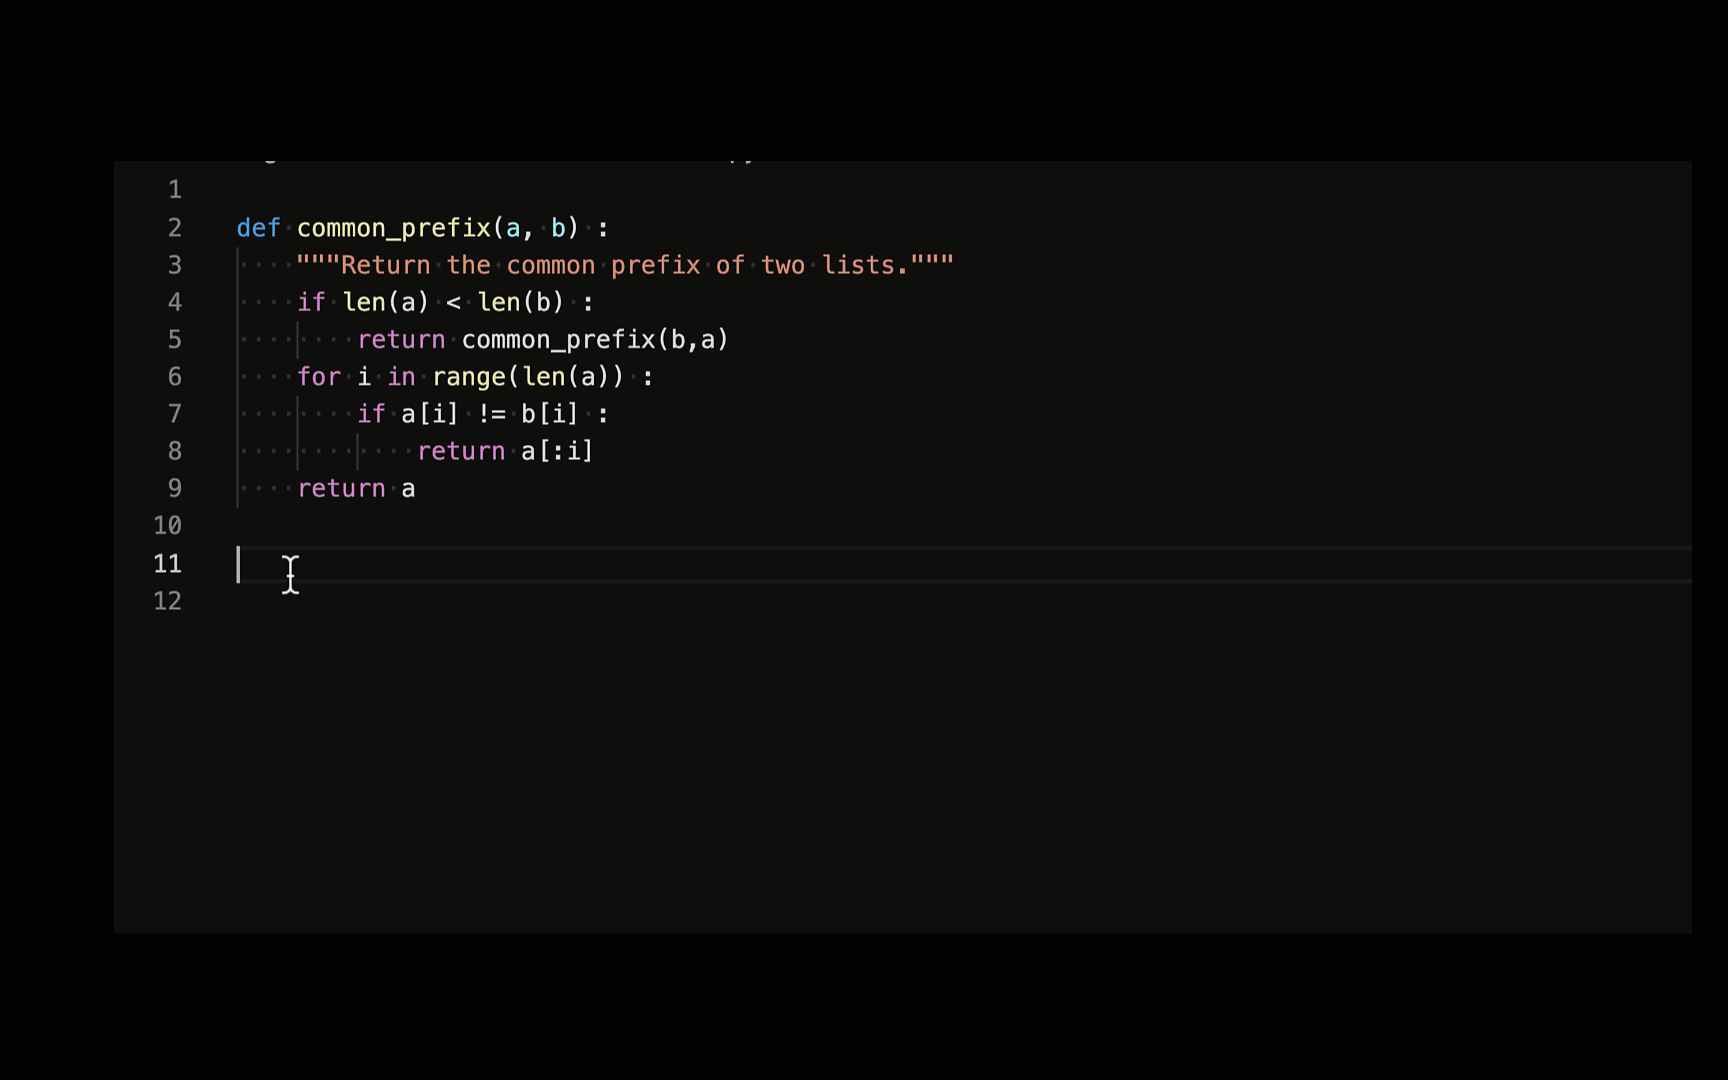 1
2 def common_prefix(a, b) :
3     """Return the common prefix of two lists."""
4     if len(a) < len(b) :
5         return common_prefix(b,a)
6     for i in range(len(a)) :
7         if a[i] != b[i] :
8             return a[:i]
9     return a
10
11
12